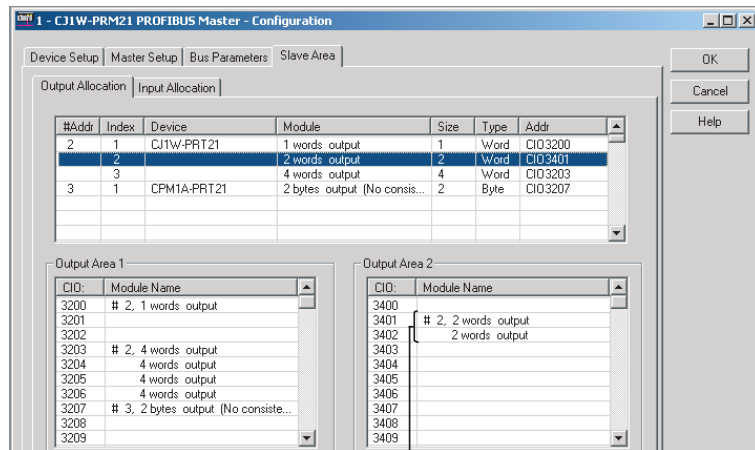 1 - CJ1W-PRM21 PROFIBUS Master - Configuration
Device Setup Master Setup Bus Parameters Slave Area
OK
Output Allocation Input Allocation
Cancel
Help
#Addr Index Device Module Size Type Addr
2 1 CJ1W-PRT21 1 words output 1 Word CIO3200
2 2 words output 2 Word CIO3401
3 4 words output 4 Word CIO3203
3 1 CPM1A-PRT21 2 bytes output (No consis... 2 Byte CIO3207
Output Area 1
CIO: Module Name
3200 # 2, 1 words output
3201
3202
3203 # 2, 4 words output
3204 4 words output
3205 4 words output
3206 4 words output
3207 # 3, 2 bytes output (No consiste...
3208
3209
Output Area 2
CIO: Module Name
3400
3401 # 2, 2 words output
3402 2 words output
3403
3404
3405
3406
3407
3408
3409